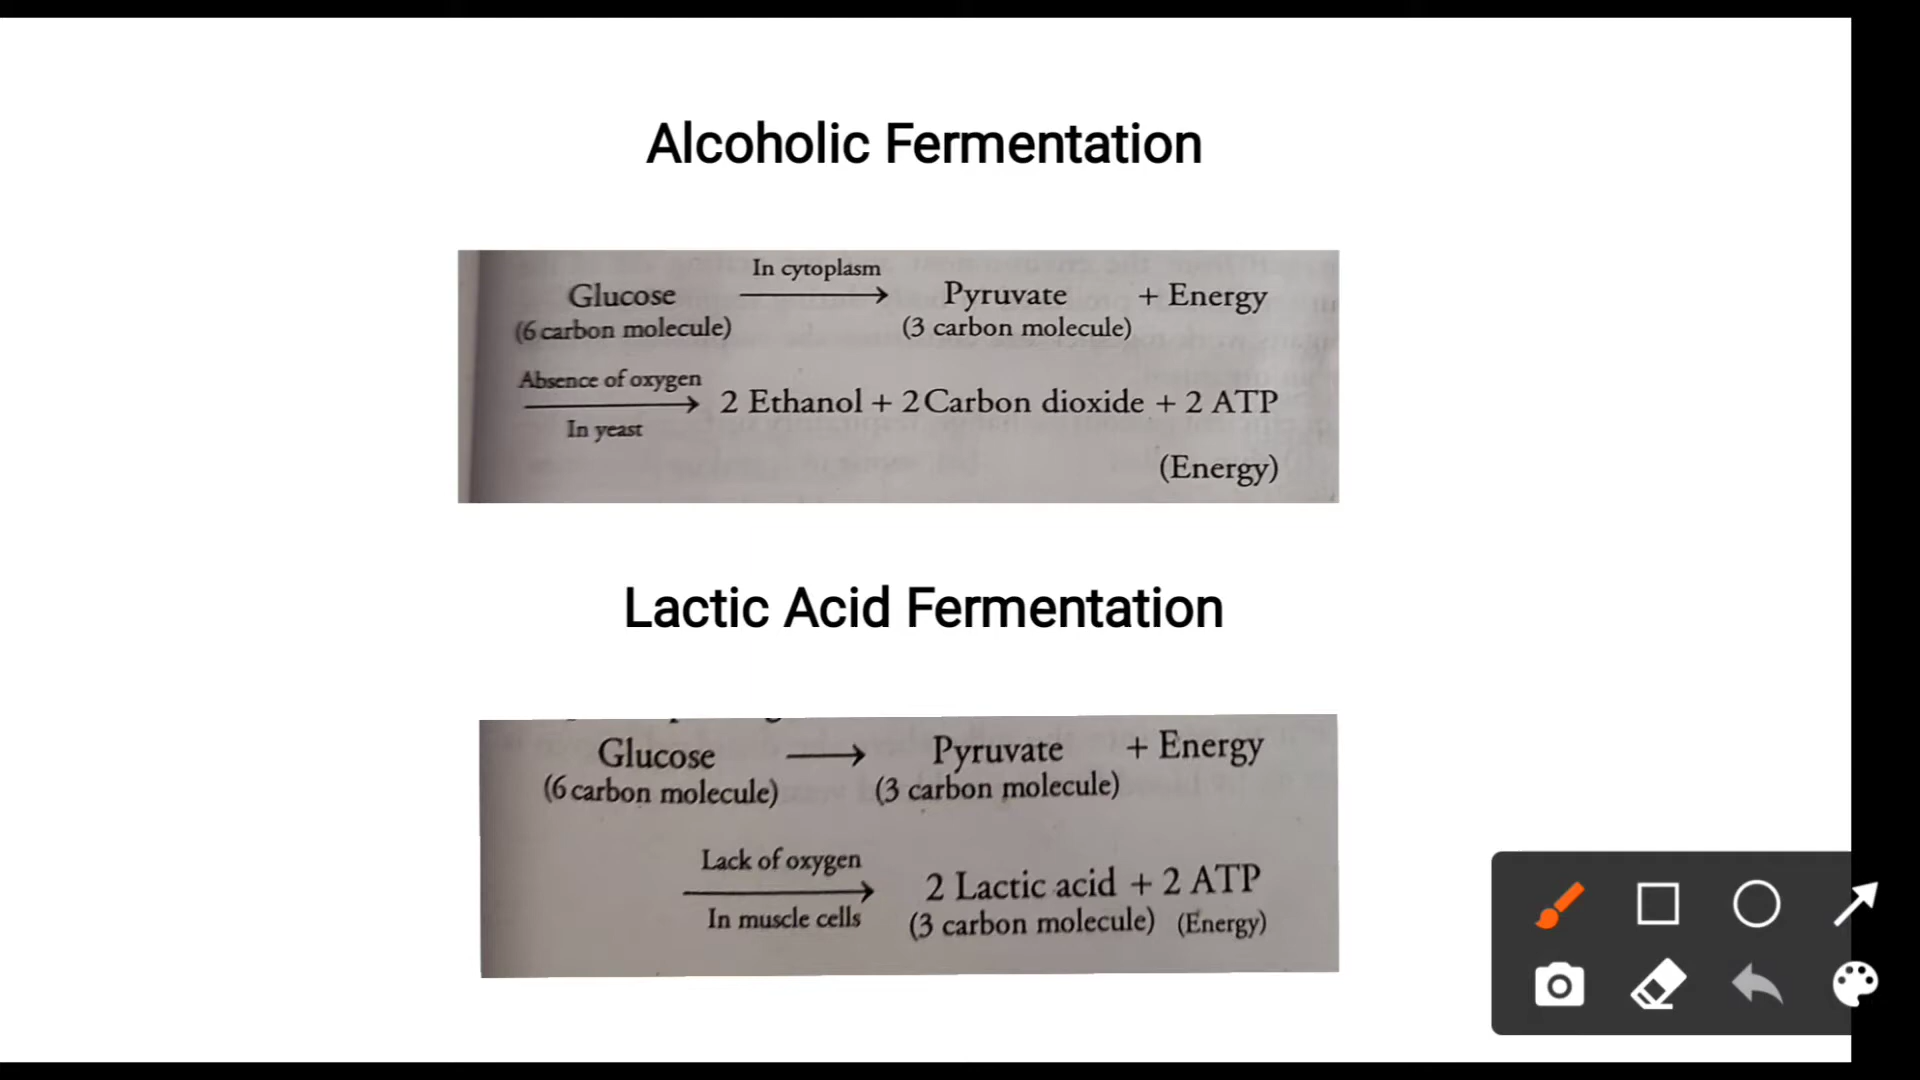 Alcoholic Fermentation
In cytoplasm
Glucose Pyruvate + Energy
(6 carbon molecule) (3 carbon molecule)
Absence of oxygen
2 Ethanol + 2 Carbon dioxide + 2 ATP
In yeast
(Energy)
Lactic Acid Fermentation
Glucose Pyruvate + Energy
(6 carbon molecule) (3 carbon molecule)
Lack of oxygen
2 Lactic acid + 2 ATP
In muscle cells (3 carbon molecule) (Energy)